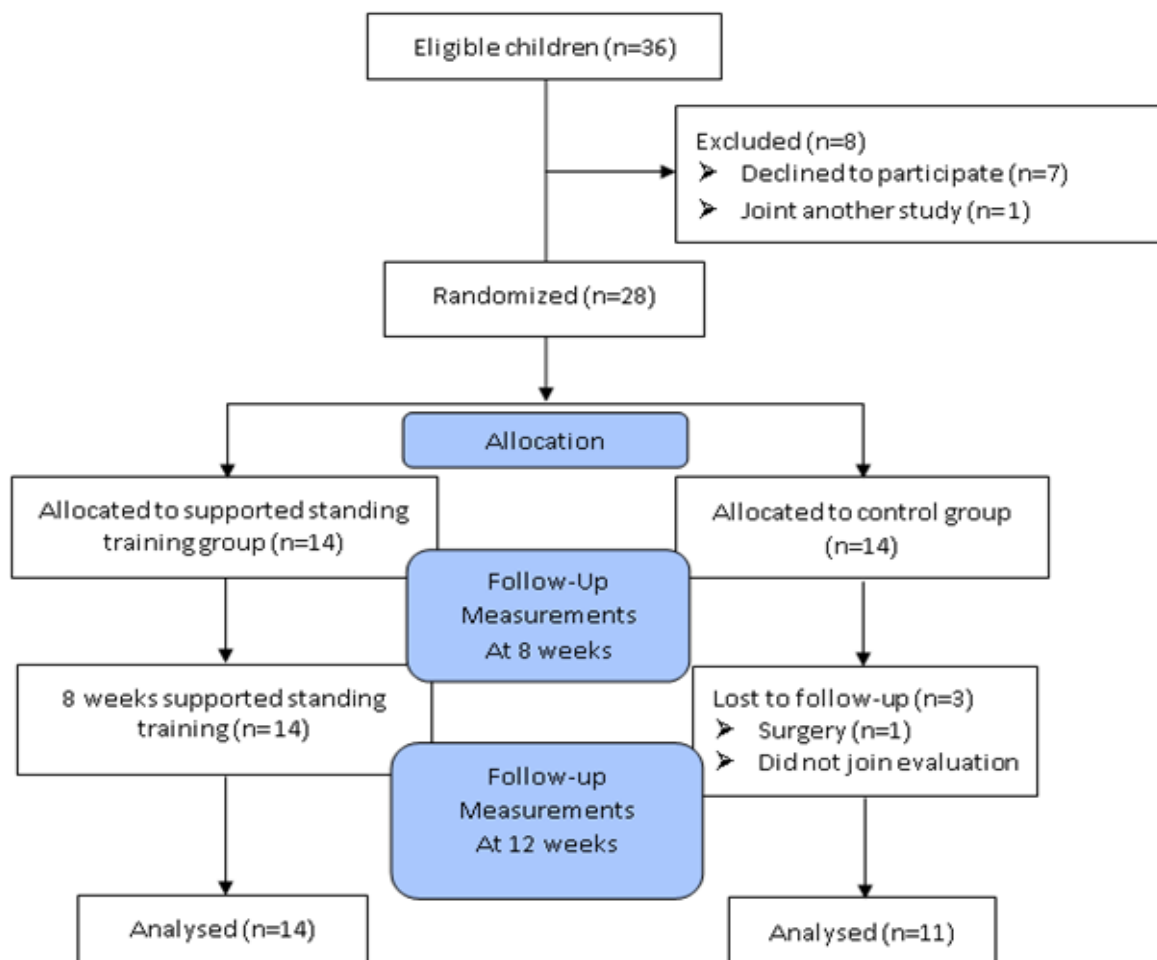 Eligible children (n=36)
Excluded (n=8)
➢ Declined to participate (n=7)
➢ Joint another study (n=1)
Randomized (n=28)
Allocation
Allocated to supported standing
training group (n=14)
Allocated to control group
(n=14)
Follow-Up
Measurements
At 8 weeks
8 weeks supported standing
training (n=14)
Lost to follow-up (n=3)
➢ Surgery (n=1)
➢ Did not join evaluation
Follow-up
Measurements
At 12 weeks
Analysed (n=14)
Analysed (n=11)